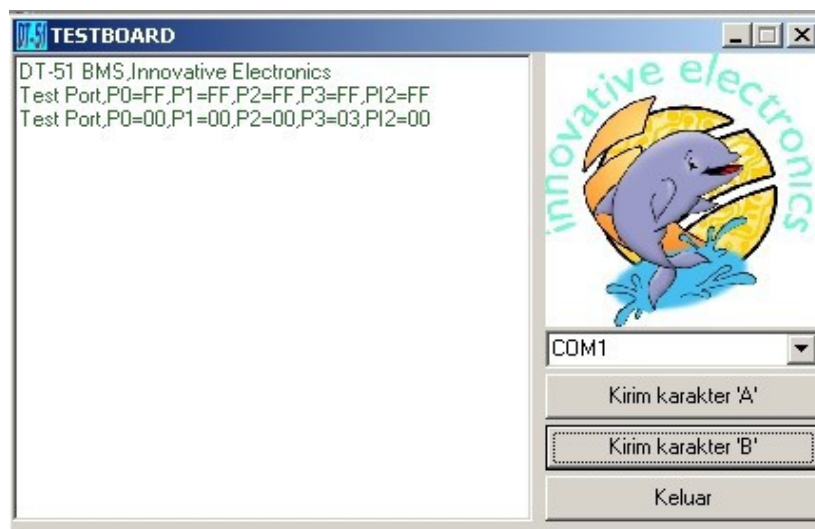 DT-51 TESTBOARD
DT-51 BMS,Innovative Electronics
Test Port,P0=FF,P1=FF,P2=FF,P3=FF,PI2=FF
Test Port,P0=00,P1=00,P2=00,P3=03,PI2=00
innovative electronics
COM1
Kirim karakter 'A'
Kirim karakter 'B'
Keluar